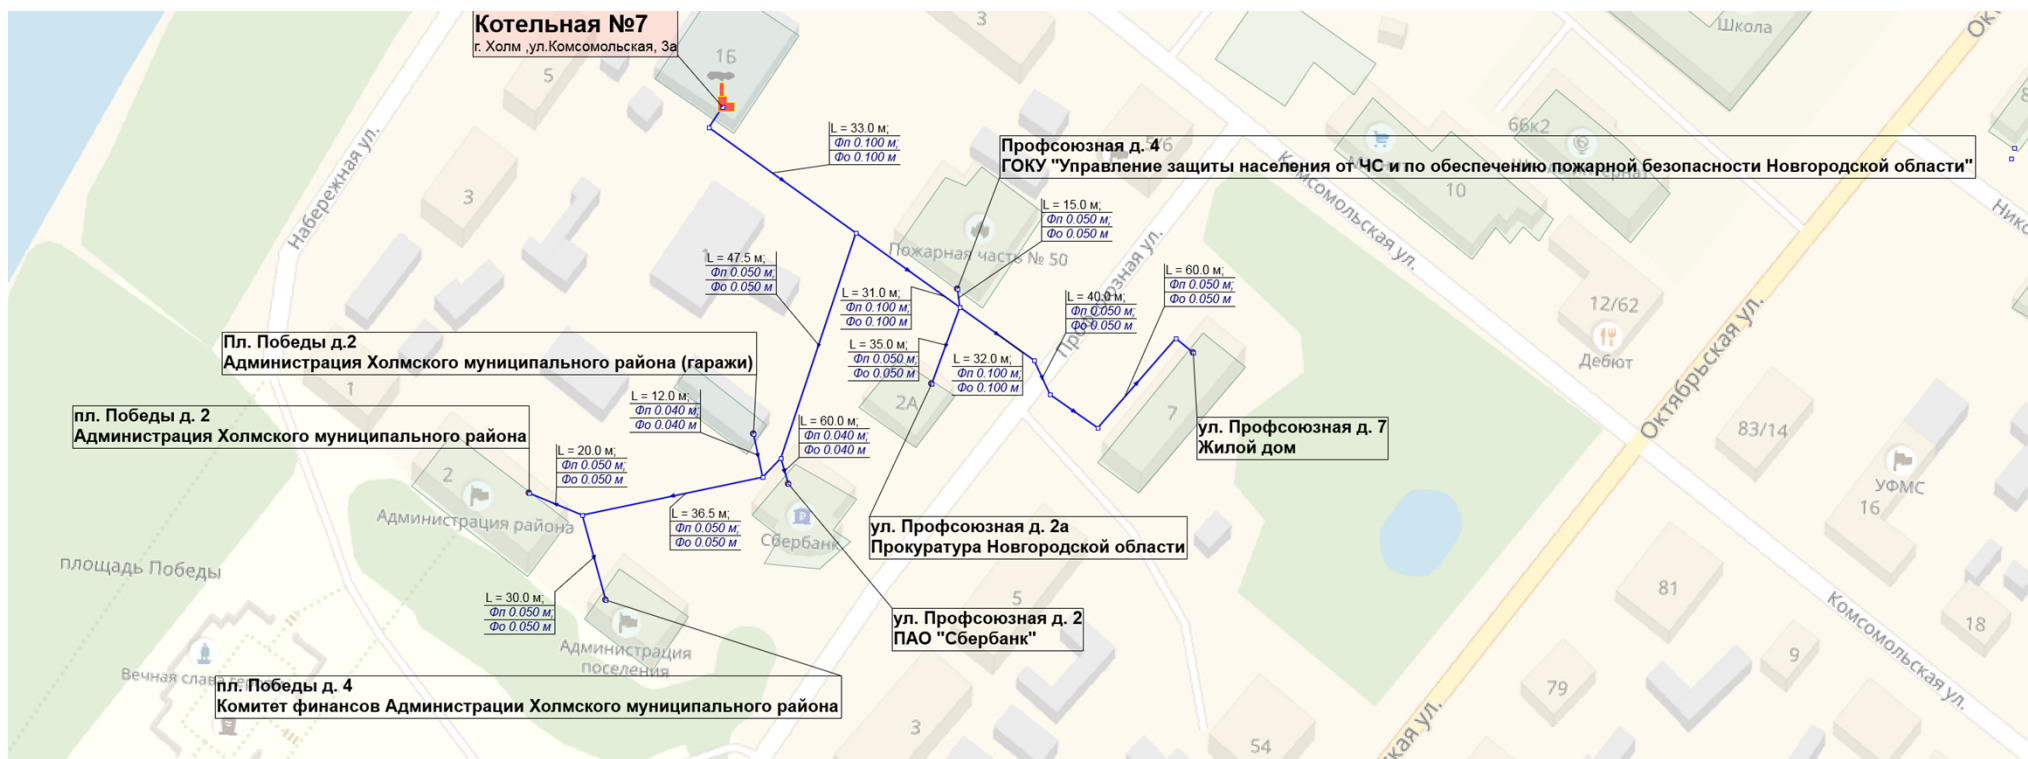 Котельная №7
г. Холм ,ул.Комсомольская, 3а
1Б
3
Школа
5
Набережная ул.
3
L = 33.0 м;
Фп 0.100 м;
Фо 0.100 м
5/6
66к2
Профсоюзная д. 4
ГОКУ "Управление защиты населения от ЧС и по обеспечению пожарной безопасности Новгородской области"
10
Комсомольская ул.
L = 15.0 м;
Фп 0.050 м;
Фо 0.050 м
Пожарная часть № 50
1
L = 47.5 м;
Фп 0.050 м;
Фо 0.050 м
L = 31.0 м;
Фп 0.100 м;
Фо 0.100 м
Профсоюзная ул.
L = 40.0 м;
Фп 0.050 м;
Фо 0.050 м
L = 60.0 м;
Фп 0.050 м;
Фо 0.050 м
12/62
Дебют
Октябрьская ул.
Пл. Победы д.2
Администрация Холмского муниципального района (гаражи)
L = 35.0 м;
Фп 0.050 м;
Фо 0.050 м
L = 32.0 м;
Фп 0.100 м;
Фо 0.100 м
1
2А
7
L = 12.0 м;
Фп 0.040 м;
Фо 0.040 м
пл. Победы д. 2
Администрация Холмского муниципального района
L = 60.0 м;
Фп 0.040 м;
Фо 0.040 м
ул. Профсоюзная д. 7
Жилой дом
83/14
L = 20.0 м;
Фп 0.050 м;
Фо 0.050 м
2
Администрация района
УФМС
16
L = 36.5 м;
Фп 0.050 м;
Фо 0.050 м
Сбербанк
ул. Профсоюзная д. 2а
Прокуратура Новгородской области
площадь Победы
81
5
L = 30.0 м;
Фп 0.050 м;
Фо 0.050 м
ул. Профсоюзная д. 2
ПАО "Сбербанк"
Комсомольская ул.
18
9
Администрация
поселения
Вечная слава
пл. Победы д. 4
Комитет финансов Администрации Холмского муниципального района
79
3
54